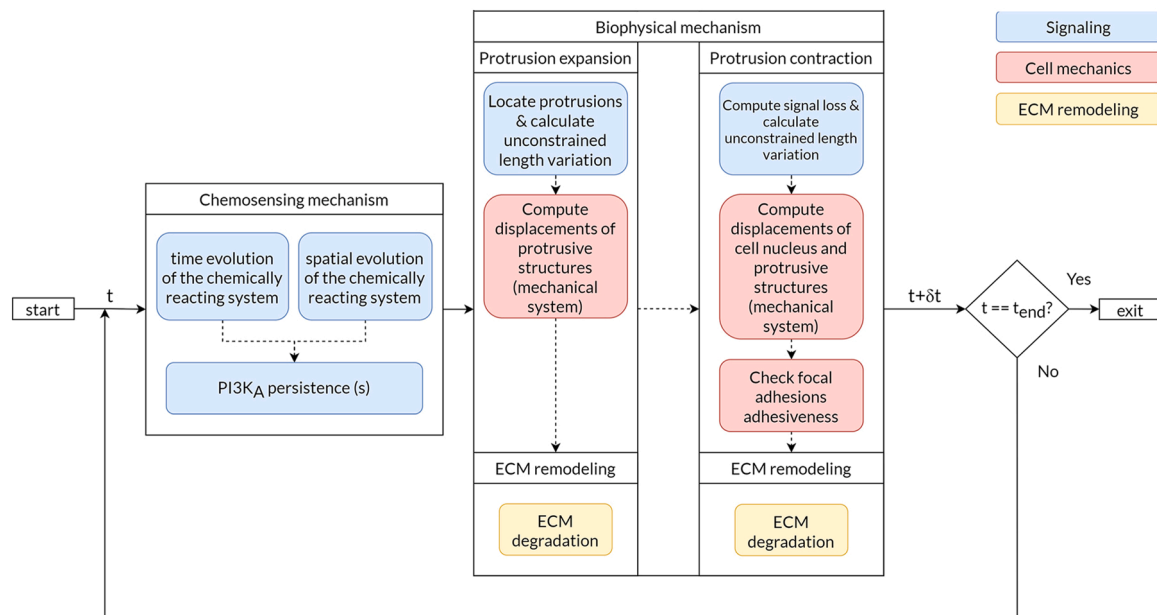 Biophysical mechanism
Signaling
Cell mechanics
ECM remodeling
Protrusion expansion
Protrusion contraction
Locate protrusions
& calculate
unconstrained
length variation
Compute signal loss &
calculate
unconstrained length
variation
Chemosensing mechanism
time evolution
of the chemically
reacting system
spatial evolution
of the chemically
reacting system
PI3KA persistence (s)
Compute
displacements of
protrusive
structures
(mechanical
system)
Compute
displacements of
cell nucleus and
protrusive
structures
(mechanical
system)
Check focal
adhesions
adhesiveness
start
t
t+δt
t == tend?
Yes
exit
No
ECM remodeling
ECM remodeling
ECM
degradation
ECM
degradation